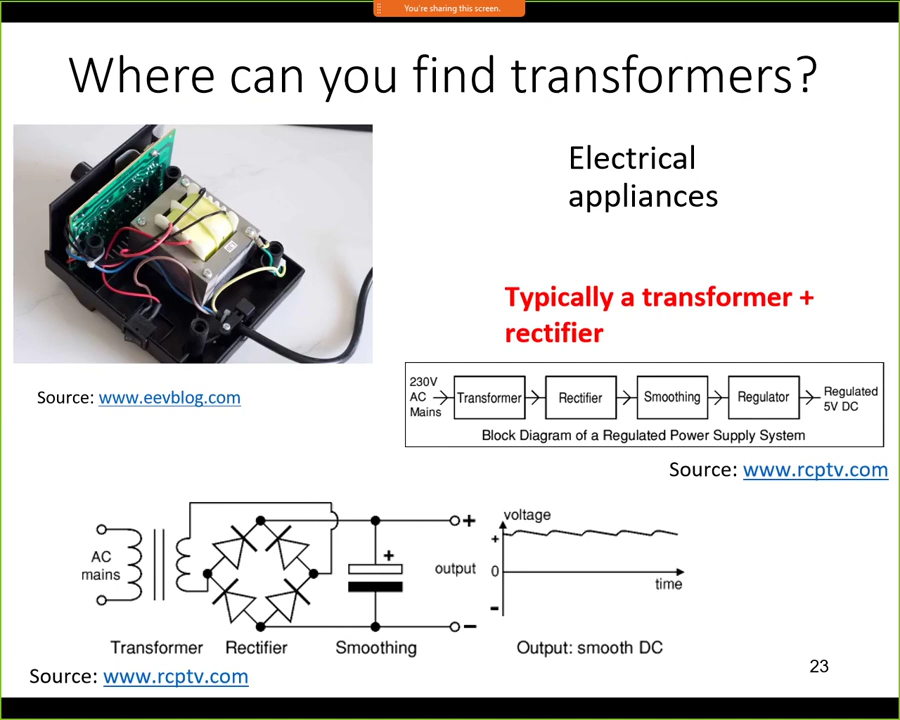 You're sharing this screen.
Where can you find transformers?
Electrical
appliances
Typically a transformer +
rectifier
Source: www.eevblog.com
230V
AC
Mains
Transformer
Rectifier
Smoothing
Regulator
Regulated
5V DC
Block Diagram of a Regulated Power Supply System
Source: www.rcptv.com
AC
mains
+
+
output
−
voltage
+
0
-
time
Transformer
Rectifier
Smoothing
Output: smooth DC
Source: www.rcptv.com
23